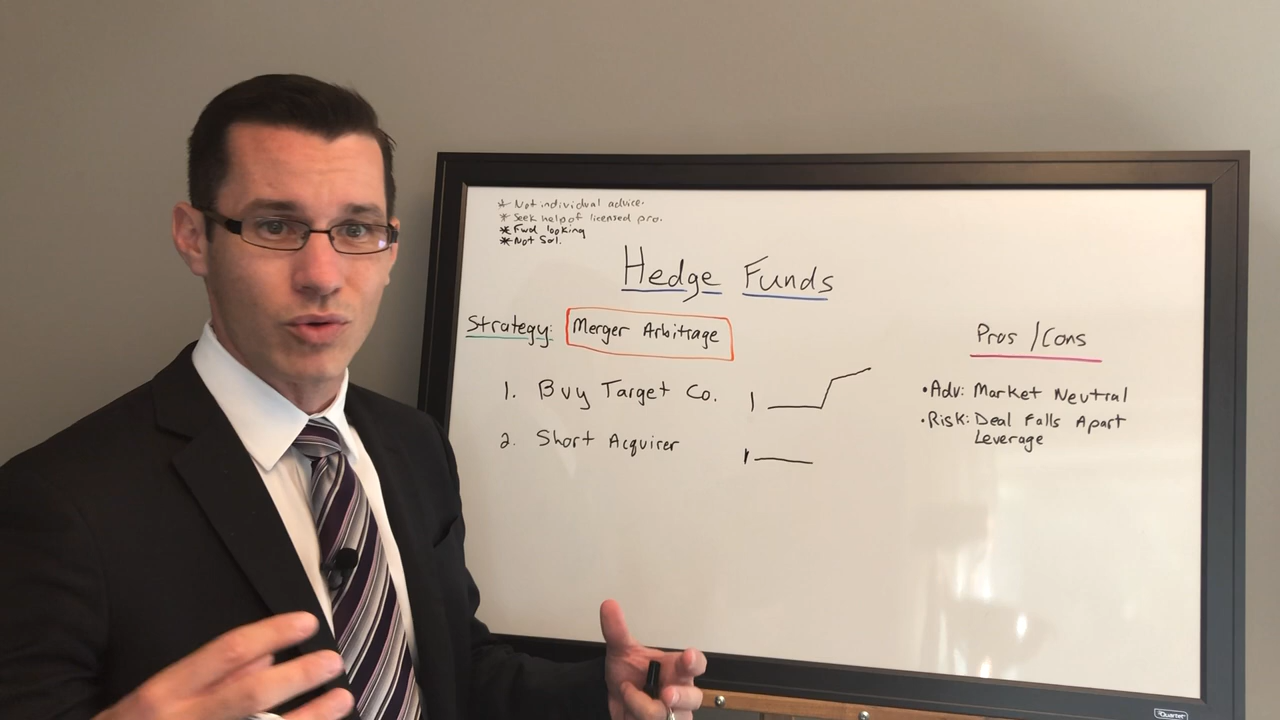 * Not individual advice.
* Seek help of licensed pro.
* Fwd looking
* Not Sol.
Hedge Funds
Strategy: Merger Arbitrage
1. Buy Target Co.
2. Short Acquirer
Pros/Cons
• Adv: Market Neutral
• Risk: Deal Falls Apart
Leverage
Quartet